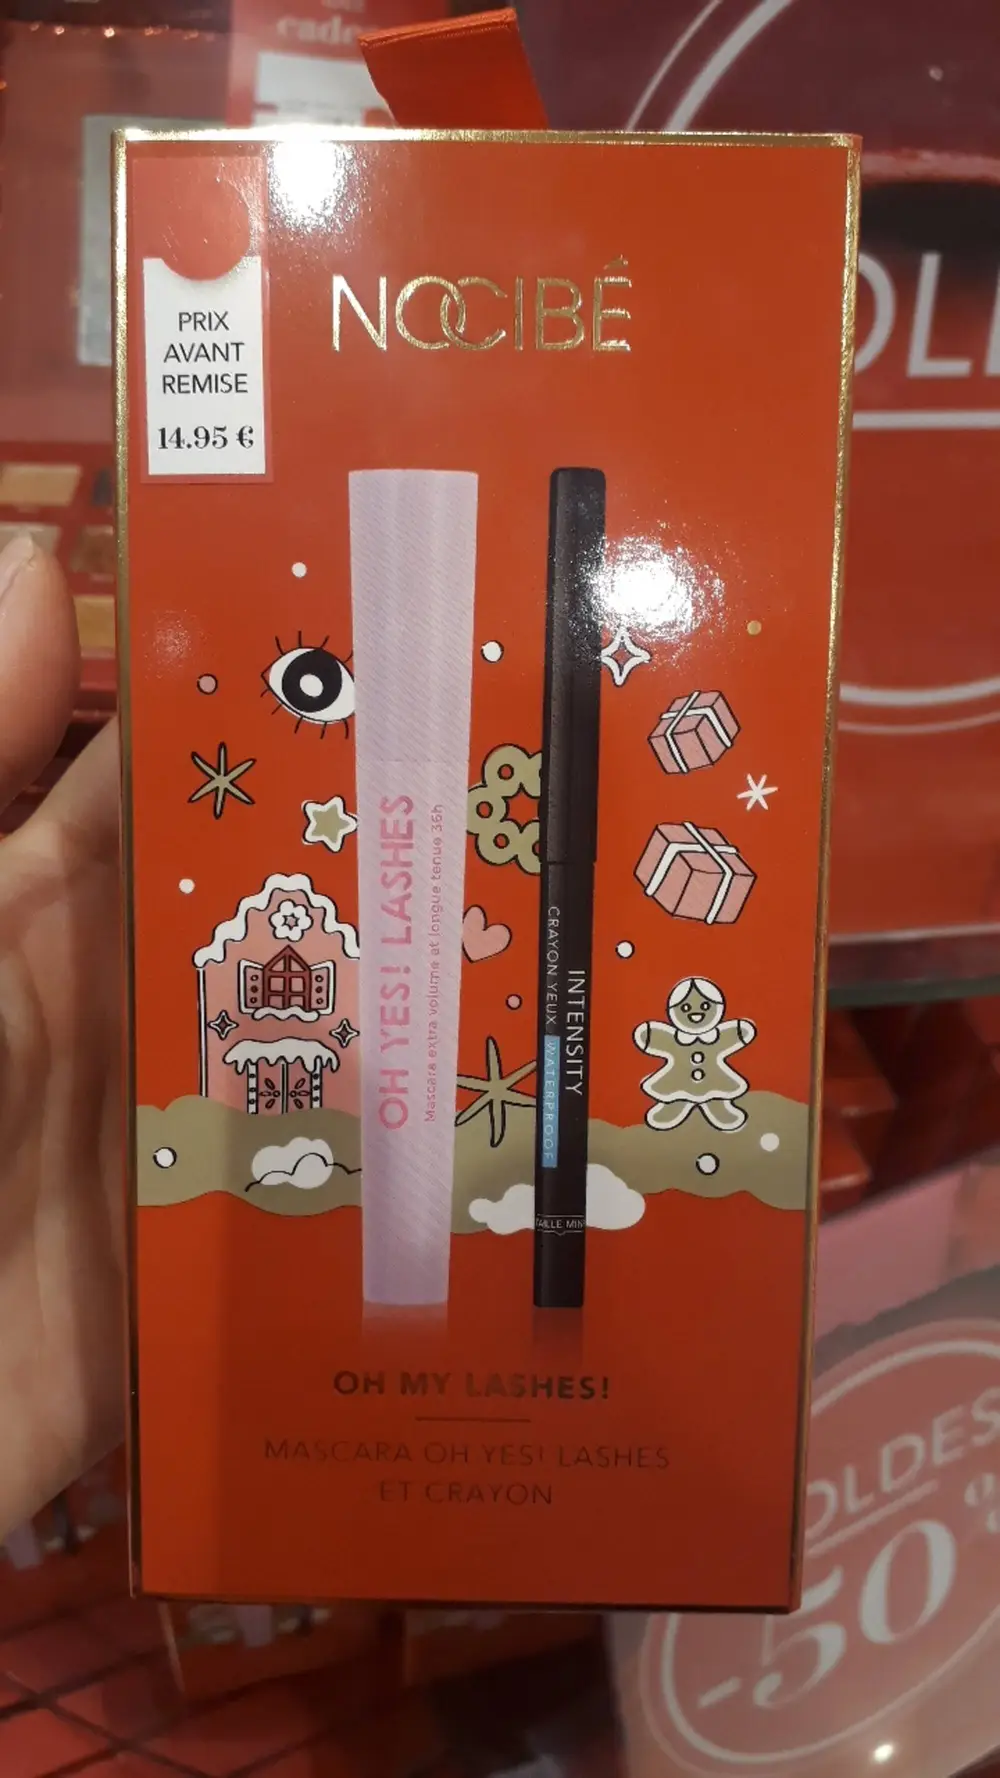 NOCIBÉ
PRIX
AVANT
REMISE
14.95 €
OH YES! LASHES
Mascara extra volume et longue tenue 36h
INTENSITY
CRAYON YEUX WATERPROOF
TAILLE MINI
OH MY LASHES!
MASCARA OH YES! LASHES
ET CRAYON
OLDES
-50%